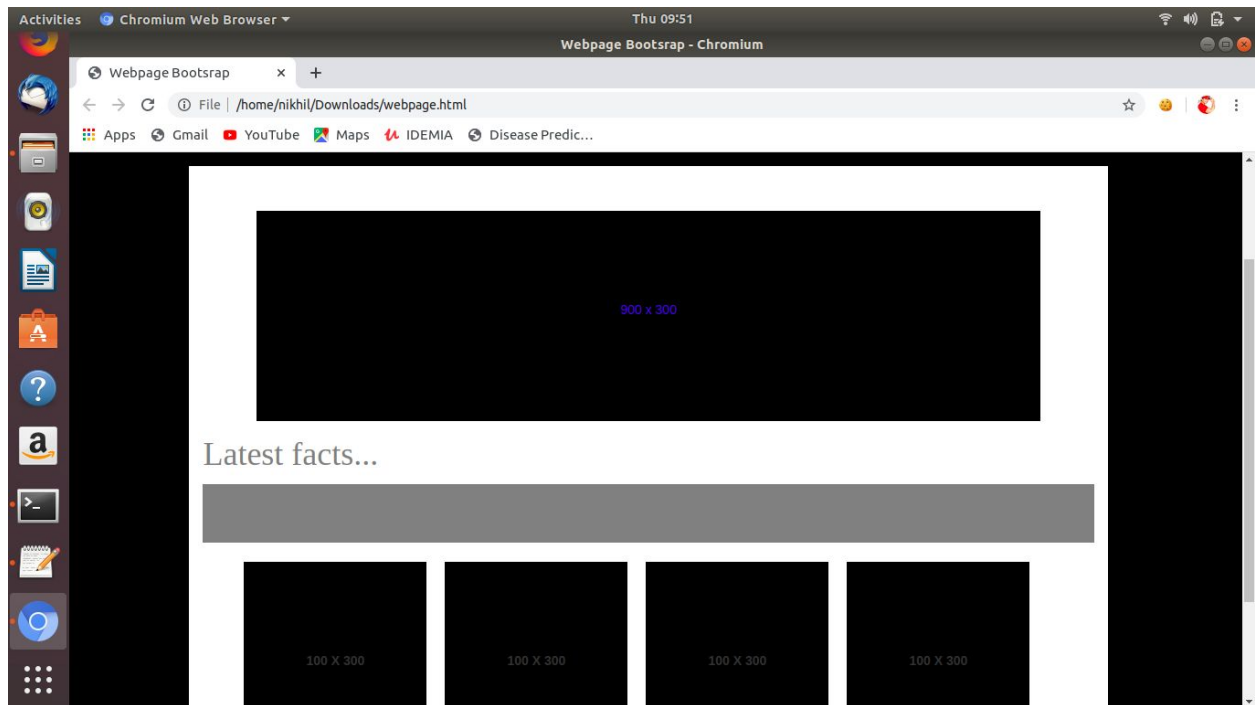 Activities Chromium Web Browser Thu 09:51
Webpage Bootsrap - Chromium
Webpage Bootsrap
File | /home/nikhil/Downloads/webpage.html
Apps Gmail YouTube Maps IDEMIA Disease Predic...
900 x 300
Latest facts...
100 X 300 100 X 300 100 X 300 100 X 300